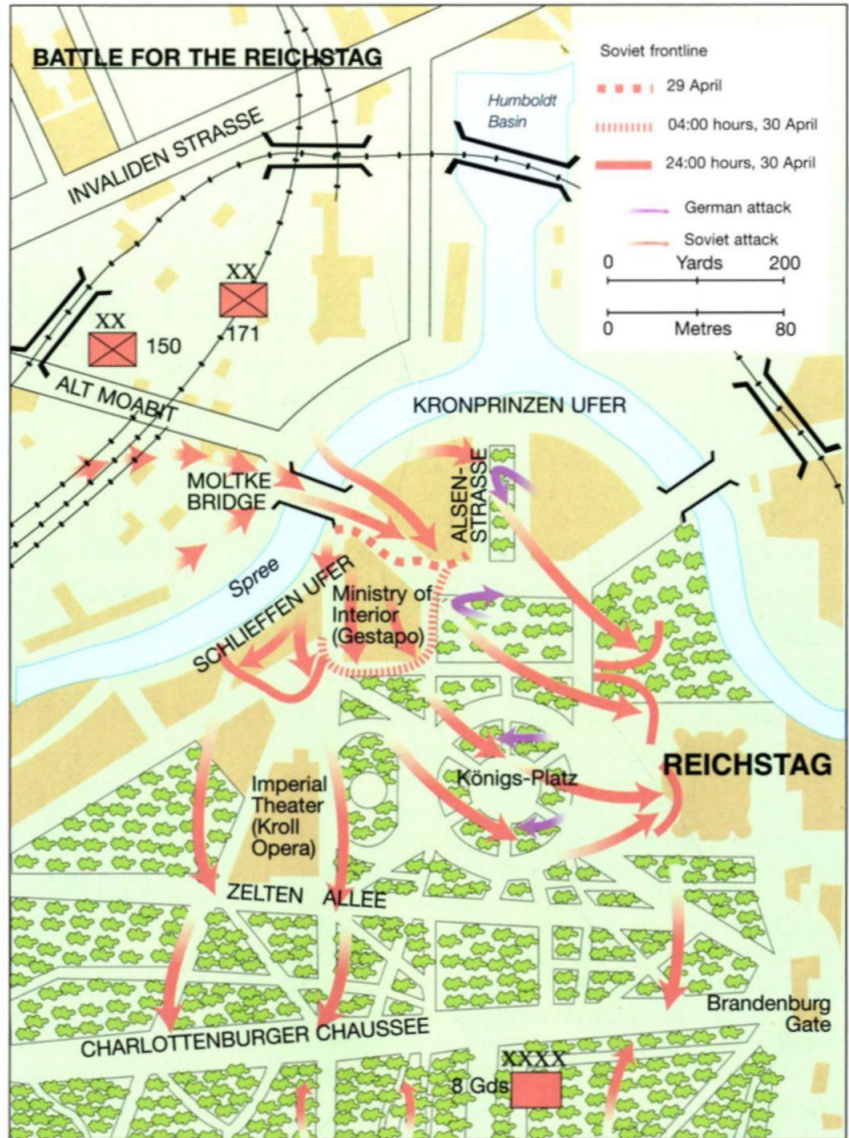 BATTLE FOR THE REICHSTAG
Soviet frontline
29 April
04:00 hours, 30 April
24:00 hours, 30 April
German attack
Soviet attack
0 Yards 200
0 Metres 80
Humboldt
Basin
INVALIDEN STRASSE
XX
171
XX
150
ALT MOABIT
KRONPRINZEN UFER
MOLTKE
BRIDGE
ALSEN-
STRASSE
Spree
SCHLIEFFEN UFER
Ministry of
Interior
(Gestapo)
REICHSTAG
Königs-Platz
Imperial
Theater
(Kroll
Opera)
ZELTEN ALLEE
Brandenburg
Gate
CHARLOTTENBURGER CHAUSSEE
XXXX
8 Gds